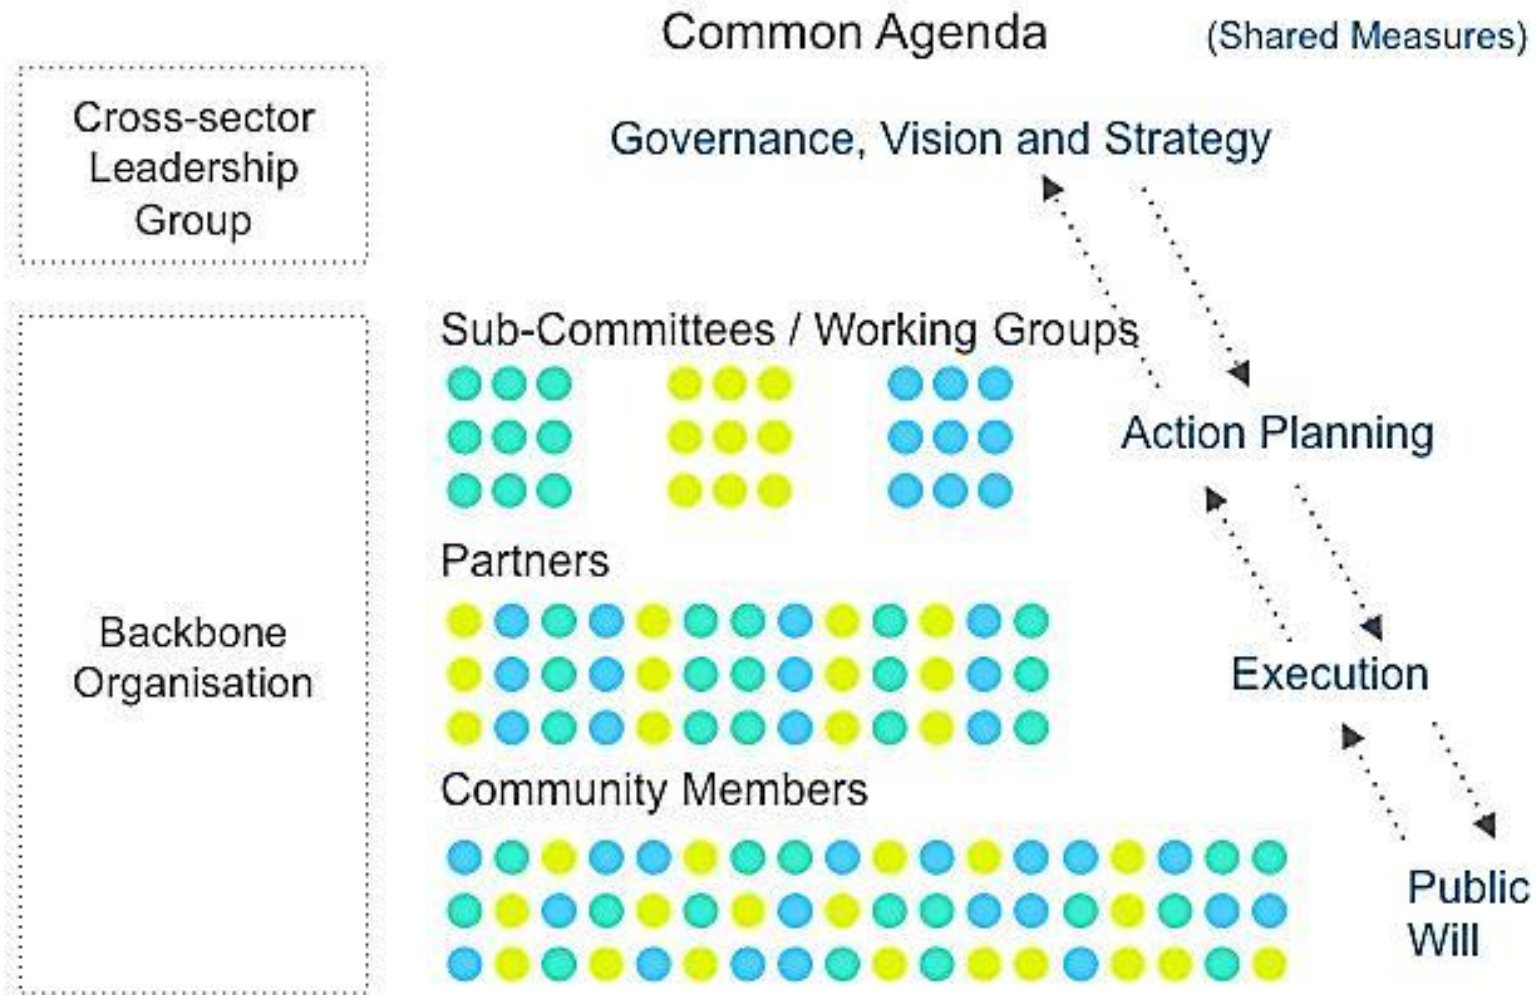 Common Agenda
(Shared Measures)
Cross-sector
Leadership
Group
Governance, Vision and Strategy
Sub-Committees / Working Groups
Action Planning
Partners
Backbone
Organisation
Execution
Community Members
Public
Will